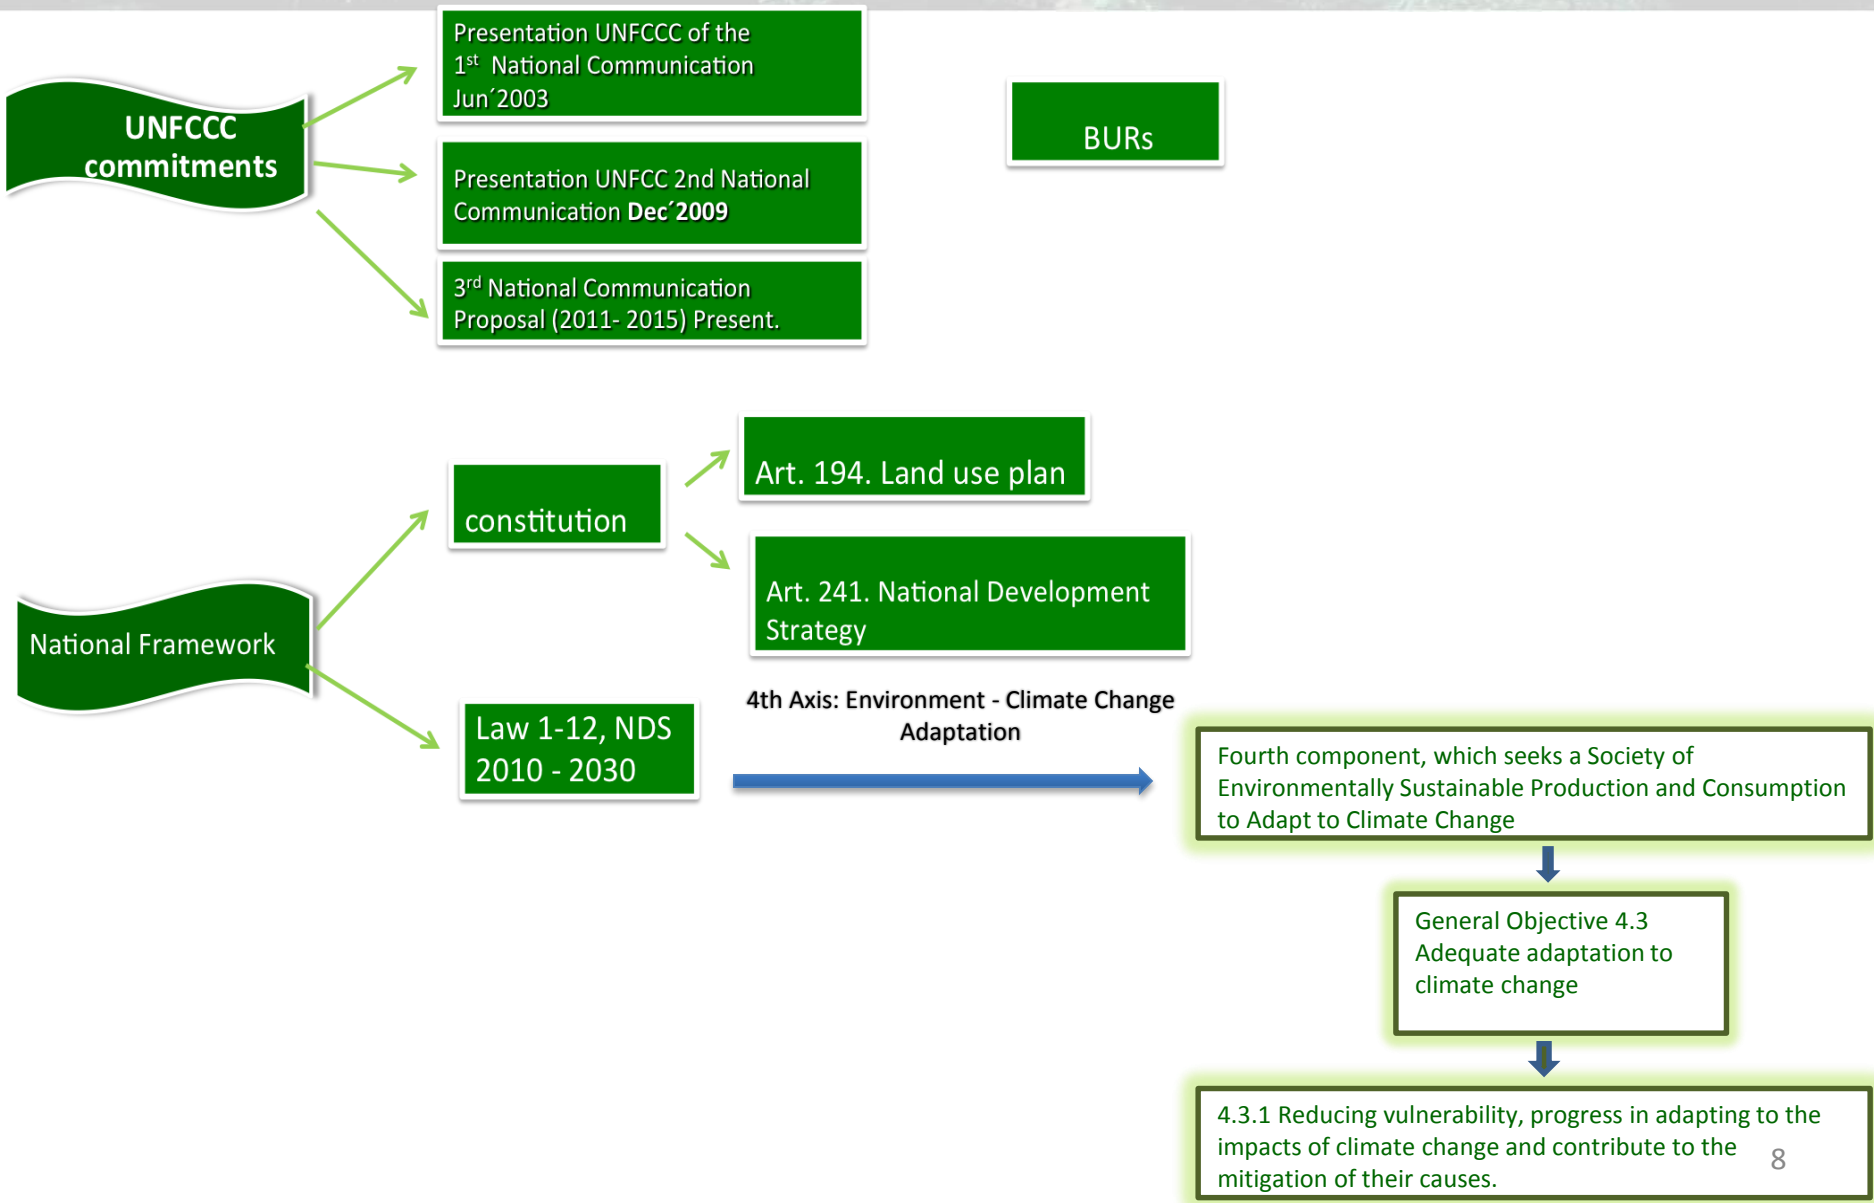 UNFCCC
commitments
Presentation UNFCCC of the
1st National Communication
Jun´2003
Presentation UNFCC 2nd National
Communication Dec´2009
3rd National Communication
Proposal (2011- 2015) Present.
BURs
National Framework
constitution
Art. 194. Land use plan
Art. 241. National Development
Strategy
Law 1-12, NDS
2010 - 2030
4th Axis: Environment - Climate Change
Adaptation
Fourth component, which seeks a Society of
Environmentally Sustainable Production and Consumption
to Adapt to Climate Change
General Objective 4.3
Adequate adaptation to
climate change
4.3.1 Reducing vulnerability, progress in adapting to the
impacts of climate change and contribute to the
mitigation of their causes.
8